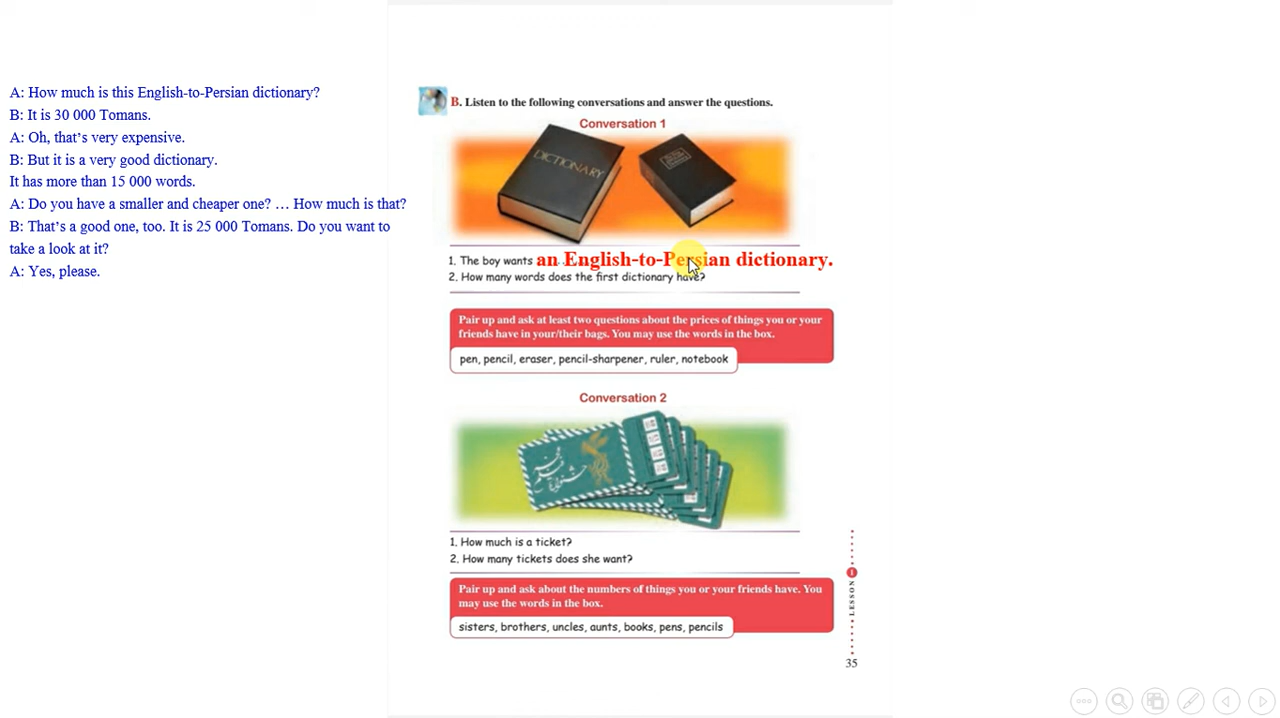 A: How much is this English-to-Persian dictionary?
B: It is 30 000 Tomans.
A: Oh, that's very expensive.
B: But it is a very good dictionary.
It has more than 15 000 words.
A: Do you have a smaller and cheaper one? … How much is that?
B: That's a good one, too. It is 25 000 Tomans. Do you want to
take a look at it?
A: Yes, please.
B. Listen to the following conversations and answer the questions.
Conversation 1
DICTIONARY
1. The boy wants an English-to-Persian dictionary.
2. How many words does the first dictionary have?
Pair up and ask at least two questions about the prices of things you or your
friends have in your/their bags. You may use the words in the box.
pen, pencil, eraser, pencil-sharpener, ruler, notebook
Conversation 2
جشنواره
فیلم
فجر
1. How much is a ticket?
2. How many tickets does she want?
Pair up and ask about the numbers of things you or your friends have. You
may use the words in the box.
sisters, brothers, uncles, aunts, books, pens, pencils
LESSON 1
35